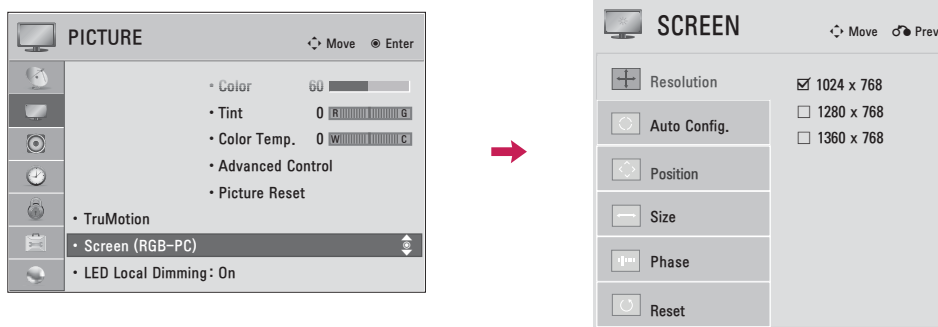 PICTURE
Move Enter
• Color 60
• Tint 0 R G
• Color Temp. 0 W C
• Advanced Control
• Picture Reset
• TruMotion
• Screen (RGB-PC)
• LED Local Dimming : On
SCREEN
Move Prev
Resolution
Auto Config.
Position
Size
Phase
Reset
1024 x 768
1280 x 768
1360 x 768